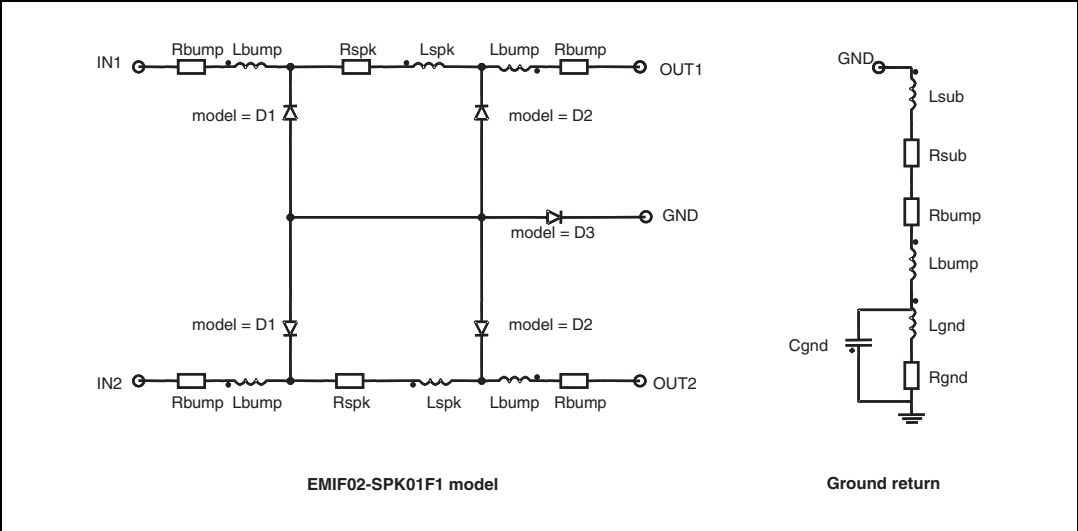 Rbump Lbump Rspk Lspk Lbump Rbump
IN1 OUT1
model = D1 model = D2
GND
model = D3
model = D1 model = D2
IN2 OUT2
Rbump Lbump Rspk Lspk Lbump Rbump
EMIF02-SPK01F1 model
GND
Lsub
Rsub
Rbump
Lbump
Lgnd
Cgnd
Rgnd
Ground return